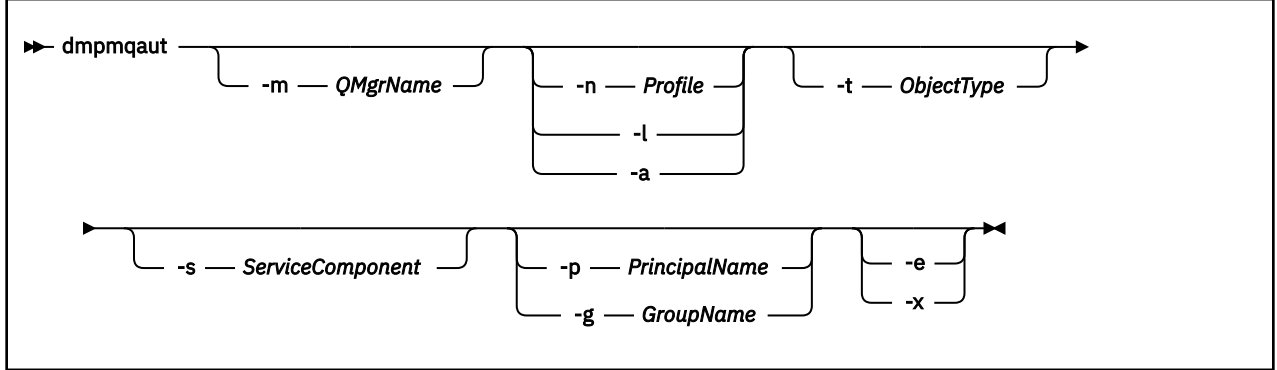 dmpmqaut
-m QMgrName
-n Profile
-t ObjectType
-l
-a
-s ServiceComponent
-p PrincipalName
-e
-g GroupName
-x